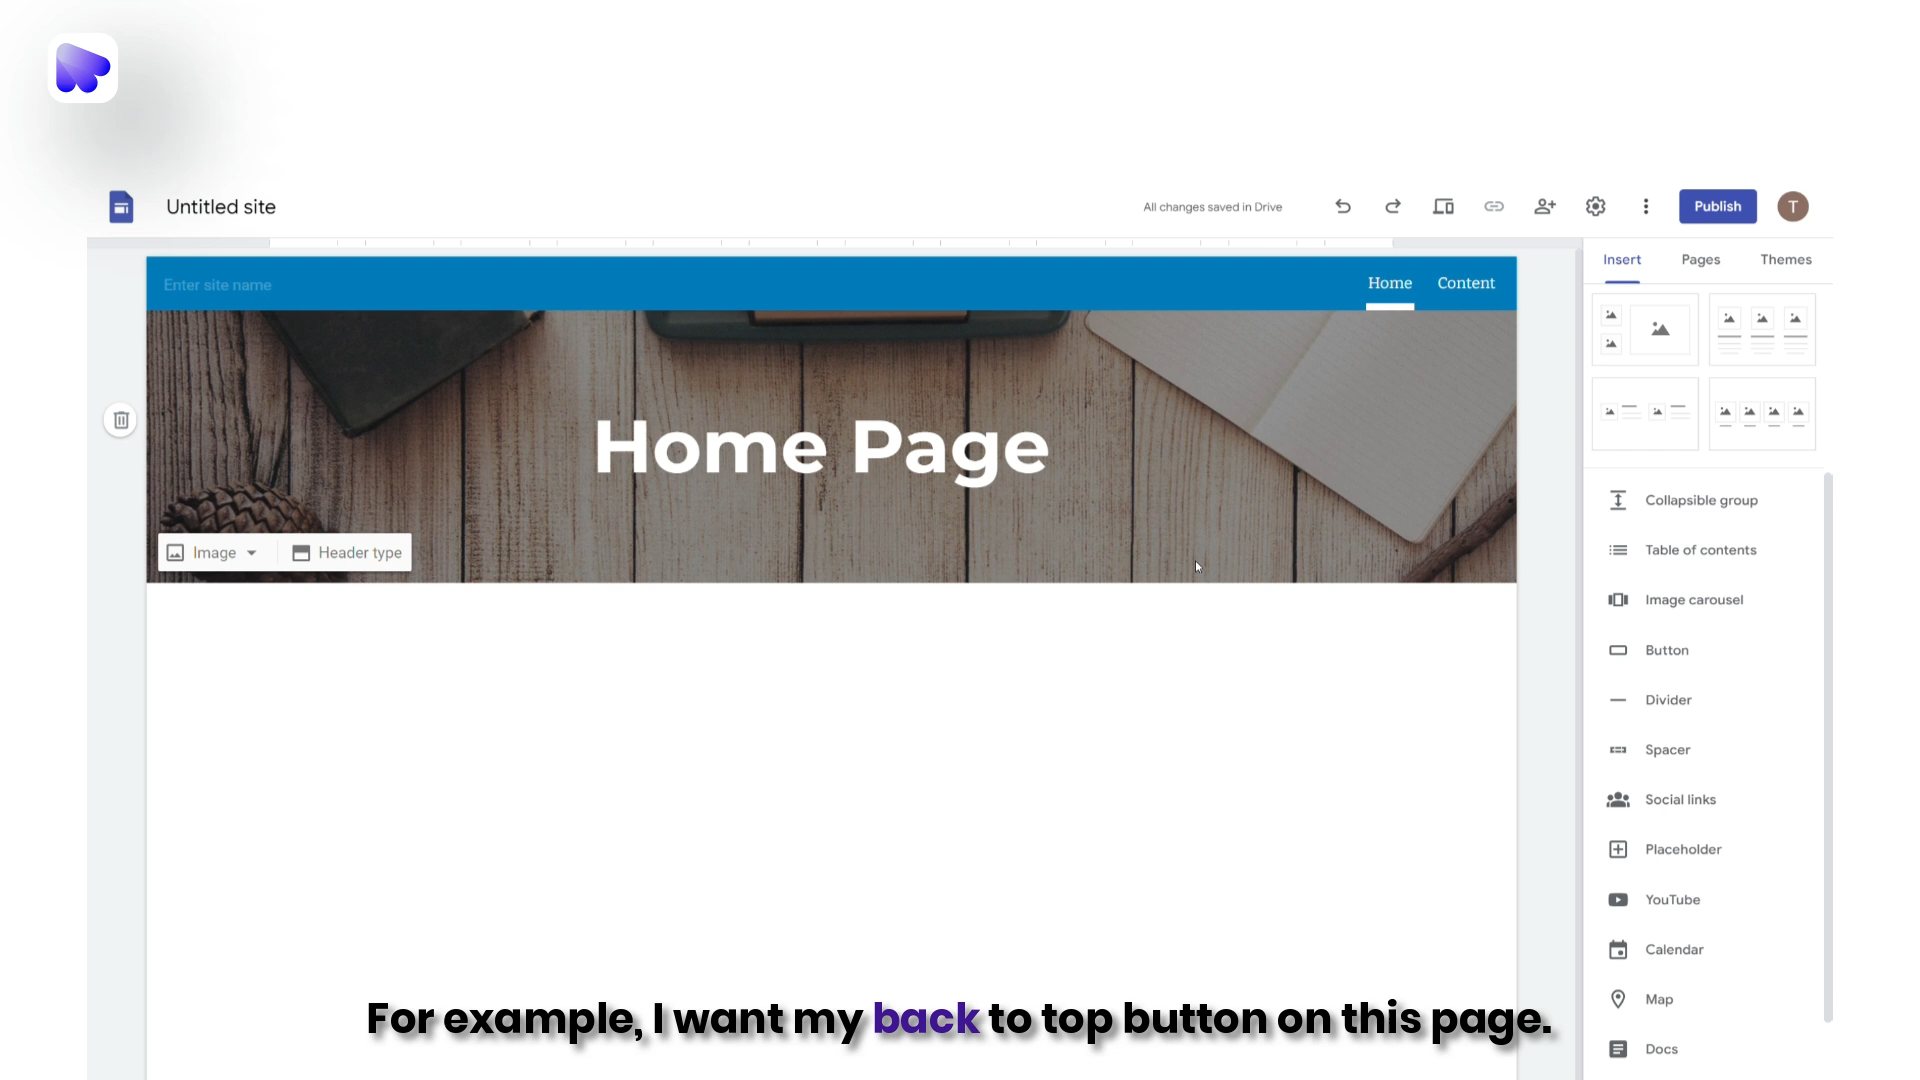 Untitled site
All changes saved in Drive
Publish
T
Insert
Pages
Themes
Enter site name
Home
Content
Home Page
Image
Header type
Collapsible group
Table of contents
Image carousel
Button
Divider
Spacer
Social links
Placeholder
YouTube
Calendar
Map
Docs
For example, I want my back to top button on this page.